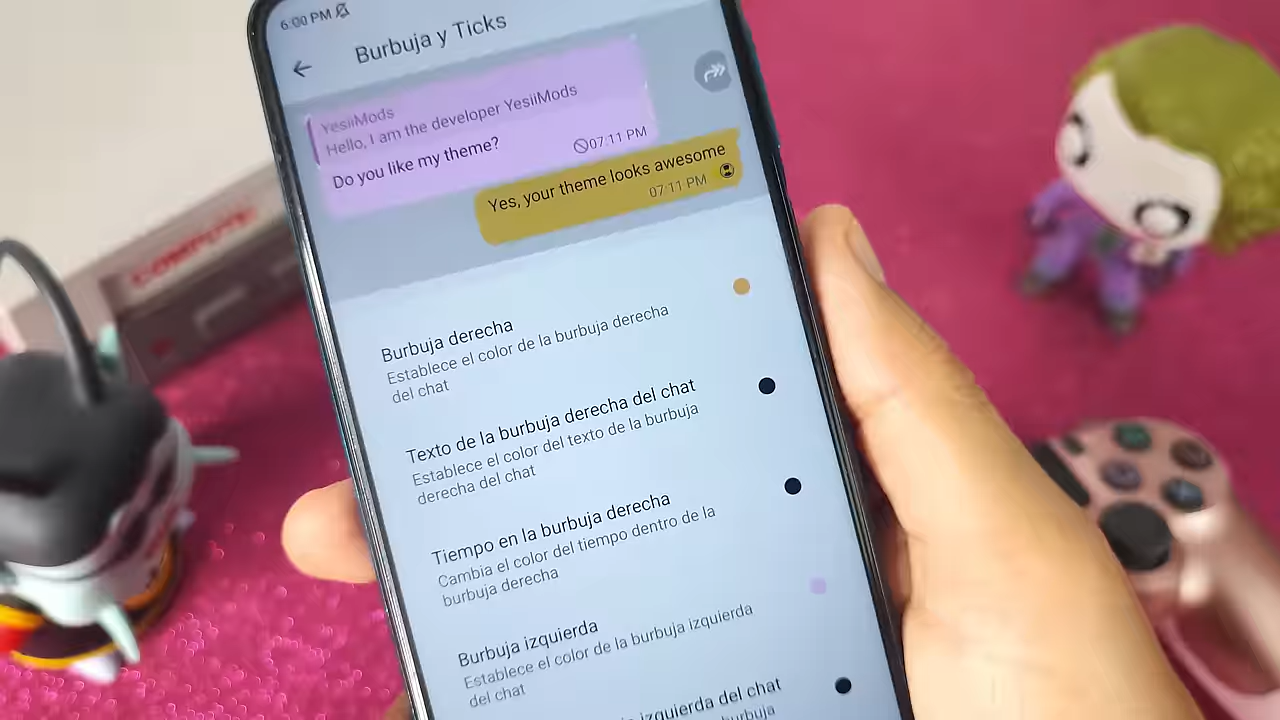 6:00 PM
Burbuja y Ticks
YesiiMods
Hello, I am the developer YesiiMods
Do you like my theme?
07:11 PM
Yes, your theme looks awesome
07:11 PM
Burbuja derecha
Establece el color de la burbuja derecha
del chat
Texto de la burbuja derecha del chat
Establece el color del texto de la burbuja
derecha del chat
Tiempo en la burbuja derecha
Cambia el color del tiempo dentro de la
burbuja derecha
Burbuja izquierda
Establece el color de la burbuja izquierda
del chat
izquierda del chat
burbuja